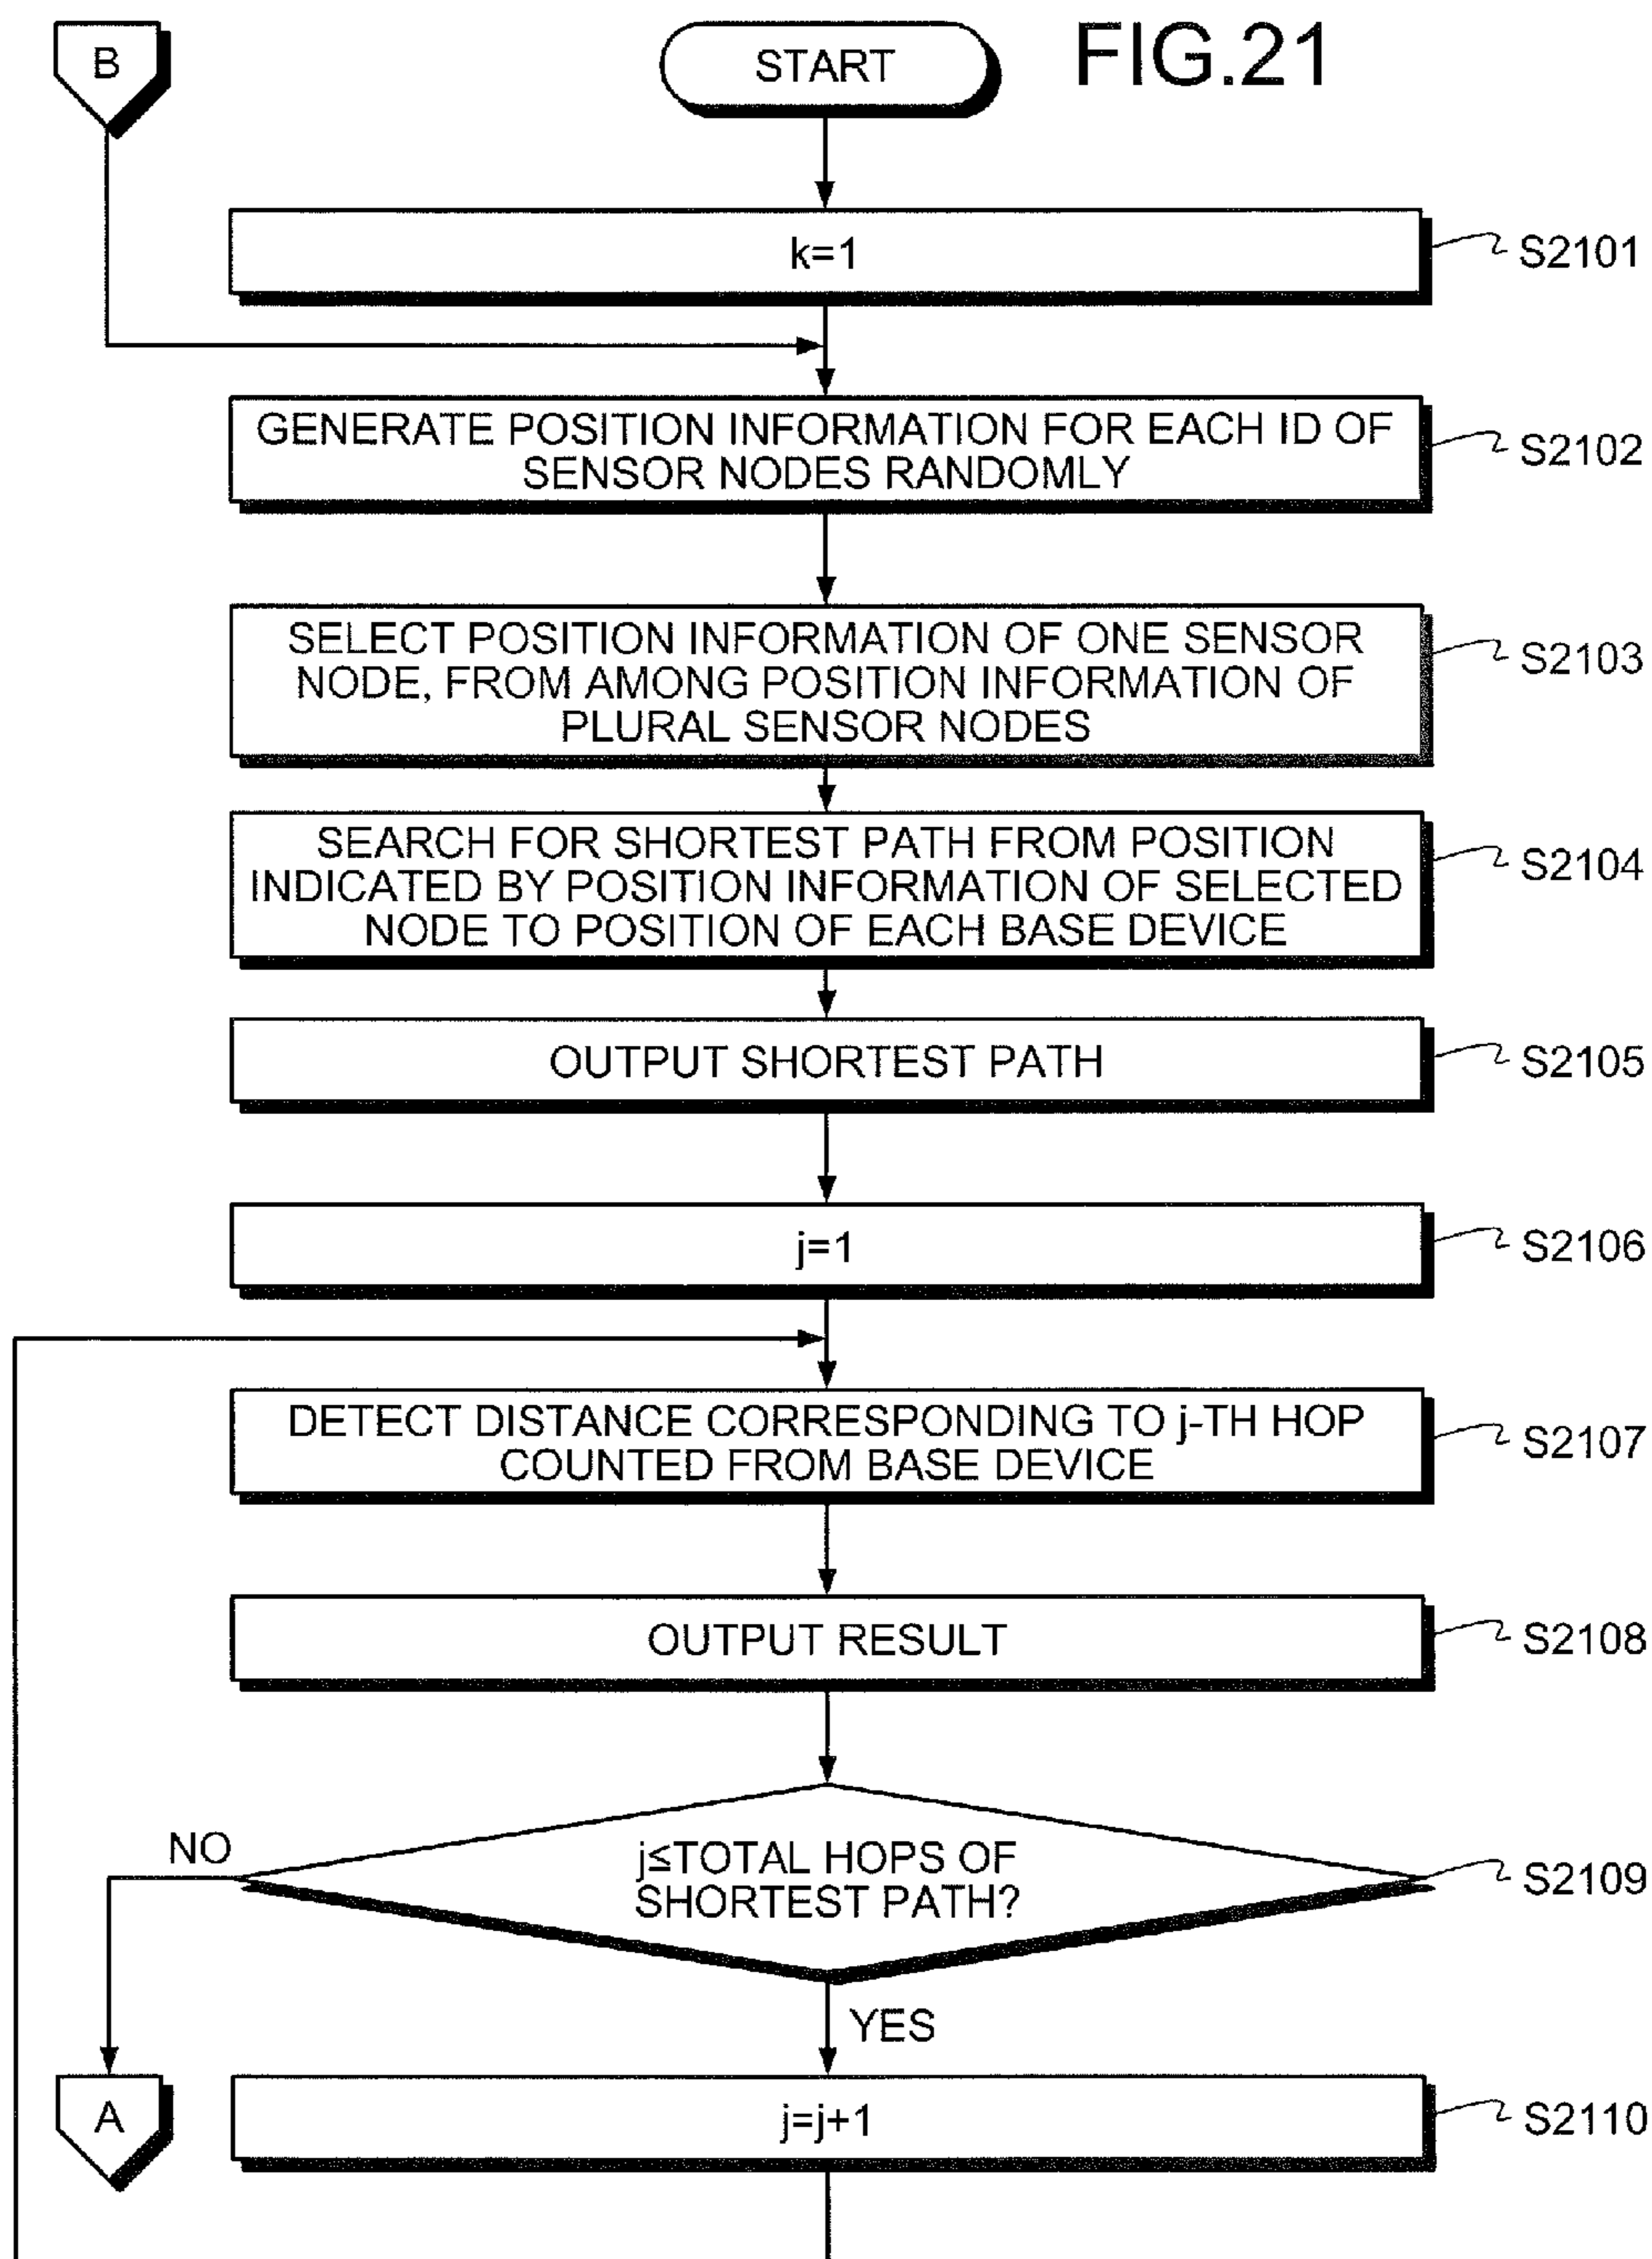 B
START
FIG.21
k=1
S2101
GENERATE POSITION INFORMATION FOR EACH ID OF
SENSOR NODES RANDOMLY
S2102
SELECT POSITION INFORMATION OF ONE SENSOR
NODE, FROM AMONG POSITION INFORMATION OF
PLURAL SENSOR NODES
S2103
SEARCH FOR SHORTEST PATH FROM POSITION
INDICATED BY POSITION INFORMATION OF SELECTED
NODE TO POSITION OF EACH BASE DEVICE
S2104
OUTPUT SHORTEST PATH
S2105
j=1
S2106
DETECT DISTANCE CORRESPONDING TO j-TH HOP
COUNTED FROM BASE DEVICE
S2107
OUTPUT RESULT
S2108
NO
j≤TOTAL HOPS OF
SHORTEST PATH?
S2109
YES
A
j=j+1
S2110